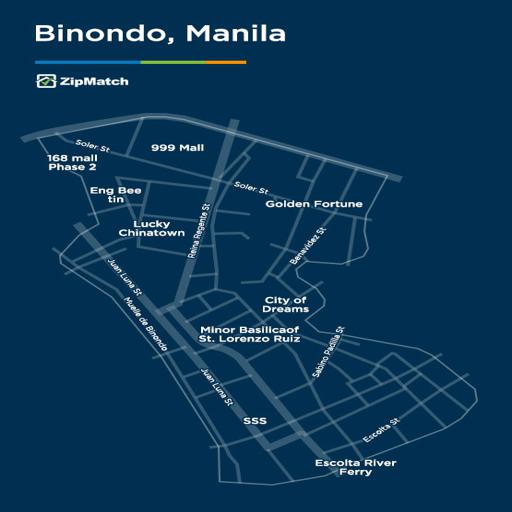 Binondo, Manila
ZipMatch
Soler St
999 Mall
168 mall
Phase 2
Eng Bee
tin
Soler St
Golden Fortune
Lucky
Chinatown
Reina Regente St
Benavidez St
Juan Luna St
City of
Dreams
Muelle de Binondo
Minor Basilicaof
St. Lorenzo Ruiz
Sabino Padilla St
Juan Luna St
SSS
Escolta St
Escolta River
Ferry